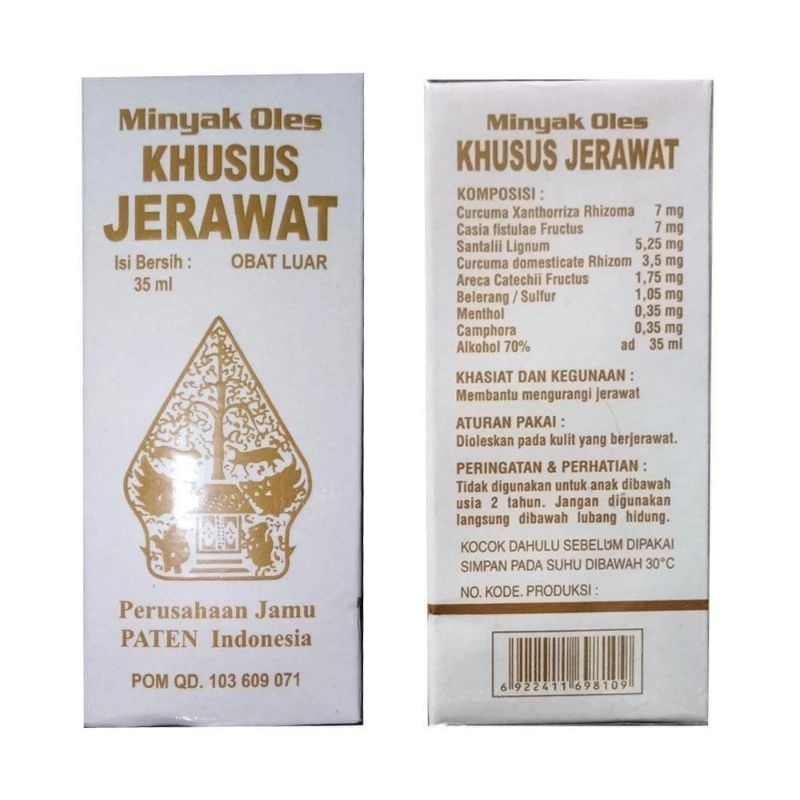 Minyak Oles
KHUSUS
JERAWAT
Isi Bersih : OBAT LUAR
35 ml
Perusahaan Jamu
PATEN Indonesia
POM QD. 103 609 071
Minyak Oles
KHUSUS JERAWAT
KOMPOSISI :
Curcuma Xanthorriza Rhizoma 7 mg
Casia fistulae Fructus 7 mg
Santalii Lignum 5,25 mg
Curcuma domesticate Rhizom 3,5 mg
Areca Catechii Fructus 1,75 mg
Belerang / Sulfur 1,05 mg
Menthol 0,35 mg
Camphora 0,35 mg
Alkohol 70% ad 35 ml
KHASIAT DAN KEGUNAAN :
Membantu mengurangi jerawat
ATURAN PAKAI :
Dioleskan pada kulit yang berjerawat.
PERINGATAN & PERHATIAN :
Tidak digunakan untuk anak dibawah
usia 2 tahun. Jangan digunakan
langsung dibawah lubang hidung.
KOCOK DAHULU SEBELUM DIPAKAI
SIMPAN PADA SUHU DIBAWAH 30°C
NO. KODE. PRODUKSI :
6 922411 698109